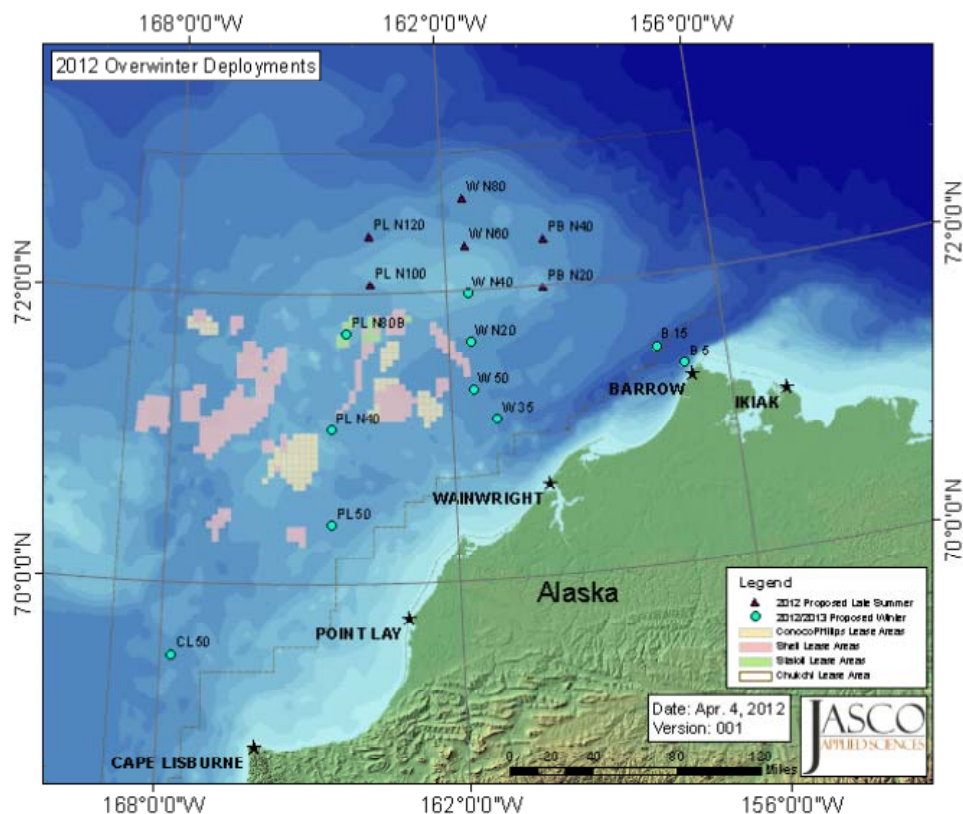 168°0'0"W
162°0'0"W
156°0'0"W
2012 Overwinter Deployments
W N80
PL N120
W N60
PB N40
72°0'0"N
72°0'0"N
PL N100
W N40
PB N20
PL N80B
W N20
B 15
B 5
BARROW
IKIAK
W 50
W 35
PL N40
WAINWRIGHT
PL50
70°0'0"N
70°0'0"N
Alaska
POINT LAY
CL50
CAPE LISBURNE
Legend
2012 Proposed Late Summer
2012/2013 Proposed Winter
ConocoPhilips Lease Areas
Shell Lease Areas
Statoil Lease Areas
Chukchi Lease Area
Date: Apr. 4, 2012
Version: 001
JASCO
APPLIED SCIENCES
0 20 40 80 120
Miles
168°0'0"W
162°0'0"W
156°0'0"W